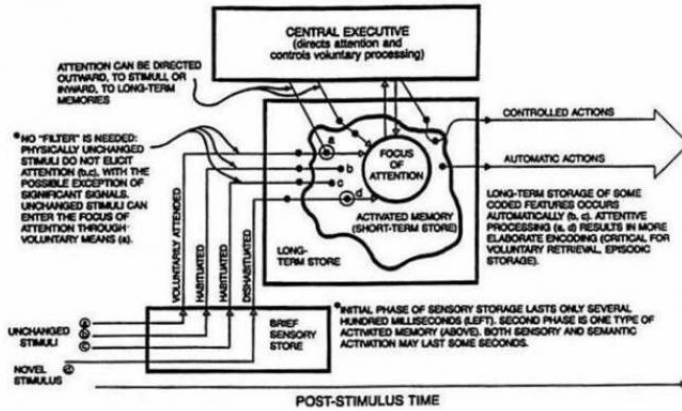 CENTRAL EXECUTIVE
(directs attention and
controls voluntary processing)
ATTENTION CAN BE DIRECTED
OUTWARD, TO STIMULI, OR
INWARD, TO LONG-TERM
MEMORIES
•NO "FILTER" IS NEEDED:
PHYSICALLY UNCHANGED
STIMULI DO NOT ELICIT
ATTENTION (b,c), WITH THE
POSSIBLE EXCEPTION OF
SIGNIFICANT SIGNALS.
UNCHANGED STIMULI CAN
ENTER THE FOCUS OF
ATTENTION THROUGH
VOLUNTARY MEANS (a).
CONTROLLED ACTIONS
AUTOMATIC ACTIONS
a
b
c
d
FOCUS
OF
ATTENTION
ACTIVATED MEMORY
(SHORT-TERM STORE)
LONG-
TERM STORE
LONG-TERM STORAGE OF SOME
CODED FEATURES OCCURS
AUTOMATICALLY (b, c). ATTENTIVE
PROCESSING (a, d) RESULTS IN MORE
ELABORATE ENCODING (CRITICAL FOR
VOLUNTARY RETRIEVAL, EPISODIC
STORAGE).
VOLUNTARILY ATTENDED
HABITUATED
HABITUATED
DISHABITUATED
UNCHANGED
STIMULI
a
b
c
NOVEL
STIMULUS
d
BRIEF
SENSORY
STORE
•INITIAL PHASE OF SENSORY STORAGE LASTS ONLY SEVERAL
HUNDRED MILLISECONDS (LEFT). SECOND PHASE IS ONE TYPE OF
ACTIVATED MEMORY (ABOVE). BOTH SENSORY AND SEMANTIC
ACTIVATION MAY LAST SOME SECONDS.
POST-STIMULUS TIME